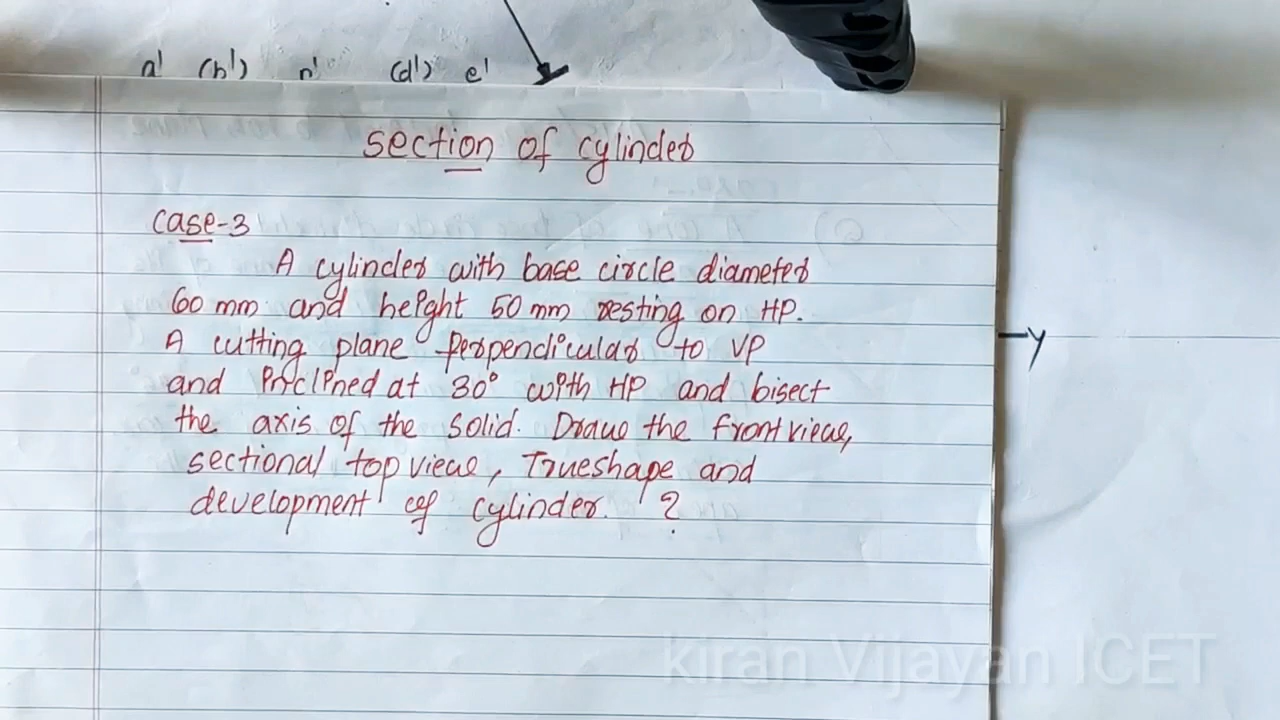 a' (b') n' (d') e'
section of cylinder
case-3
A cylinder with base circle diameter
60 mm and height 50 mm resting on HP.
A cutting plane perpendicular to VP
and inclined at 30° with HP and bisect
the axis of the solid. Draw the front view,
sectional top view, Trueshape and
development of cylinder. ?
y
kiran Vijayan ICET